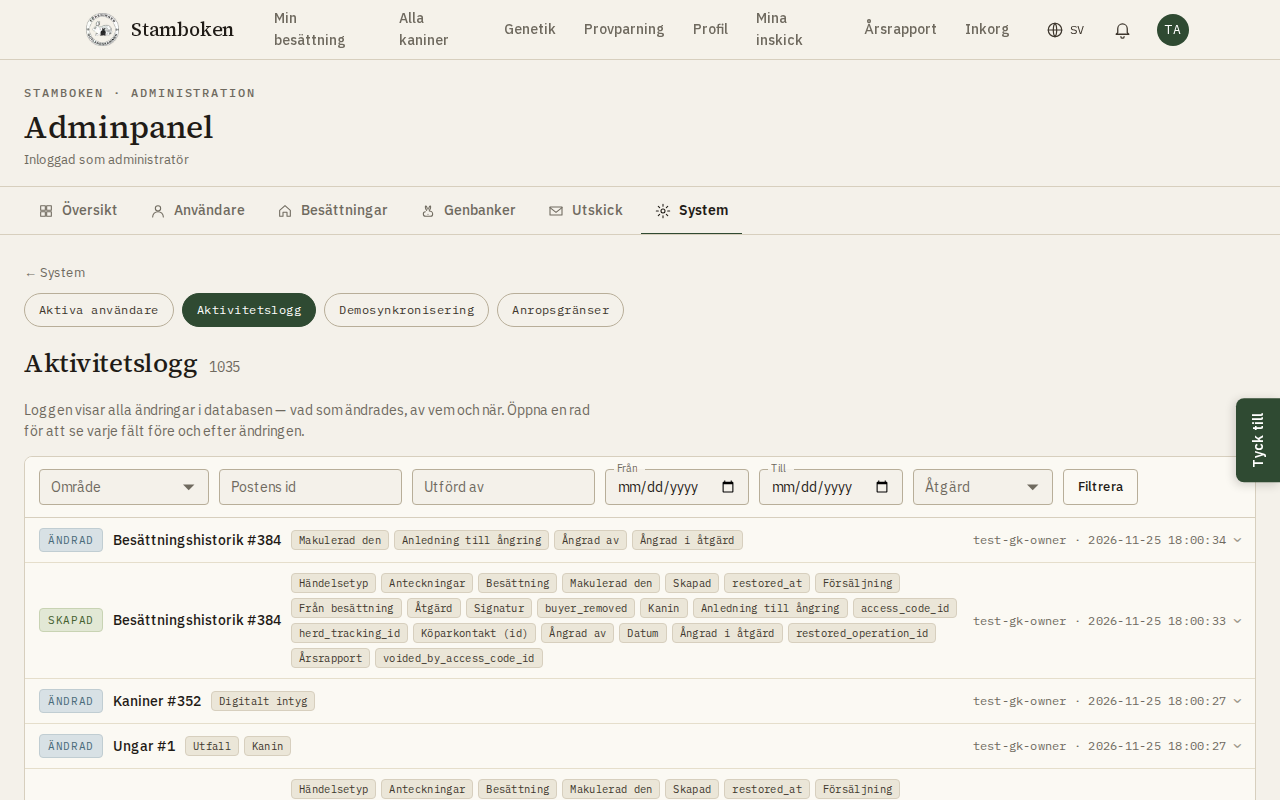 Stamboken
Min besättning
Alla kaniner
Genetik
Provparning
Profil
Mina inskick
Årsrapport
Inkorg
SV
TA
STAMBOKEN · ADMINISTRATION
Adminpanel
Inloggad som administratör
Översikt
Användare
Besättningar
Genbanker
Utskick
System
← System
Aktiva användare
Aktivitetslogg
Demosynkronisering
Anropsgränser
Aktivitetslogg 1035
Loggen visar alla ändringar i databasen — vad som ändrades, av vem och när. Öppna en rad
för att se varje fält före och efter ändringen.
Tyck till
Område
Postens id
Utförd av
Från
mm/dd/yyyy
Till
mm/dd/yyyy
Åtgärd
Filtrera
ÄNDRAD Besättningshistorik #384 Makulerad den Anledning till ångring Ångrad av Ångrad i åtgärd test-gk-owner · 2026-11-25 18:00:34
Händelsetyp Anteckningar Besättning Makulerad den Skapad restored_at Försäljning
Från besättning Åtgärd Signatur buyer_removed Kanin Anledning till ångring access_code_id
SKAPAD Besättningshistorik #384 test-gk-owner · 2026-11-25 18:00:33
herd_tracking_id Köparkontakt (id) Ångrad av Datum Ångrad i åtgärd restored_operation_id
Årsrapport voided_by_access_code_id
ÄNDRAD Kaniner #352 Digitalt intyg test-gk-owner · 2026-11-25 18:00:27
ÄNDRAD Ungar #1 Utfall Kanin test-gk-owner · 2026-11-25 18:00:27
Händelsetyp Anteckningar Besättning Makulerad den Skapad restored_at Försäljning